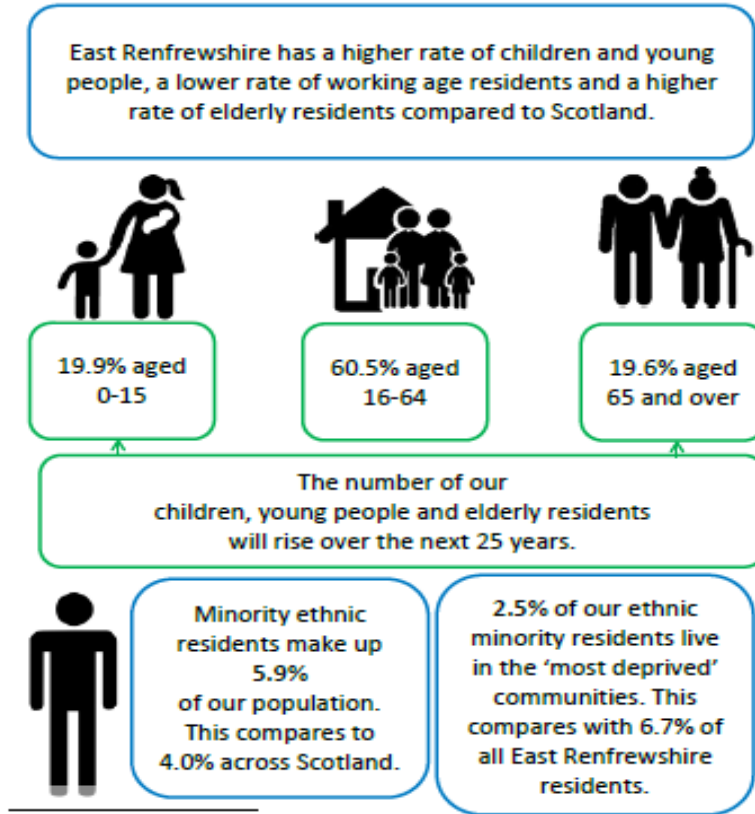 East Renfrewshire has a higher rate of children and young
people, a lower rate of working age residents and a higher
rate of elderly residents compared to Scotland.
19.9% aged
0-15
60.5% aged
16-64
19.6% aged
65 and over
The number of our
children, young people and elderly residents
will rise over the next 25 years.
Minority ethnic
residents make up
5.9%
of our population.
This compares to
4.0% across Scotland.
2.5% of our ethnic
minority residents live
in the ‘most deprived’
communities. This
compares with 6.7% of
all East Renfrewshire
residents.